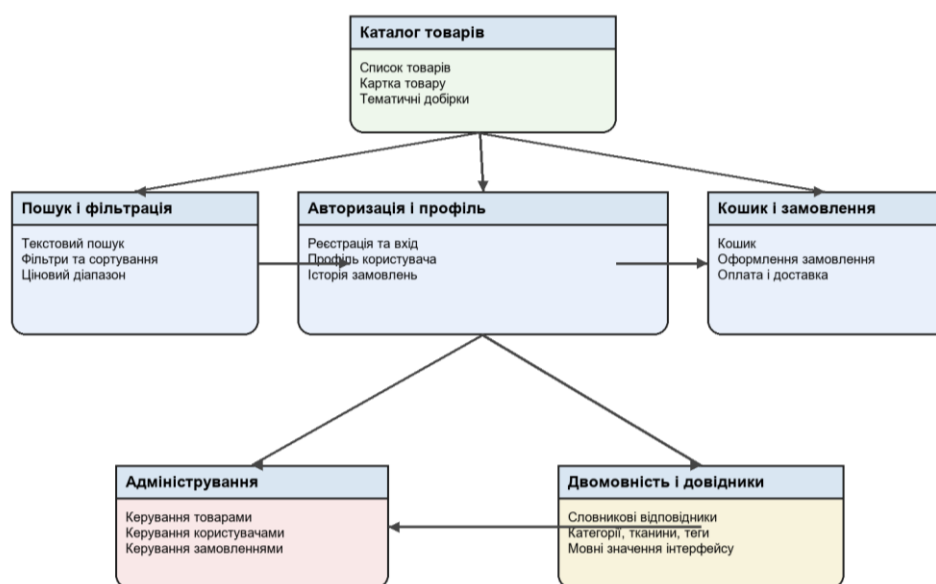 Каталог товарів
Список товарів
Картка товару
Тематичні добірки
Пошук і фільтрація
Текстовий пошук
Фільтри та сортування
Ціновий діапазон
Авторизація і профіль
Реєстрація та вхід
Профіль користувача
Історія замовлень
Кошик і замовлення
Кошик
Оформлення замовлення
Оплата і доставка
Адміністрування
Керування товарами
Керування користувачами
Керування замовленнями
Двомовність і довідники
Словникові відповідники
Категорії, тканини, теги
Мовні значення інтерфейсу